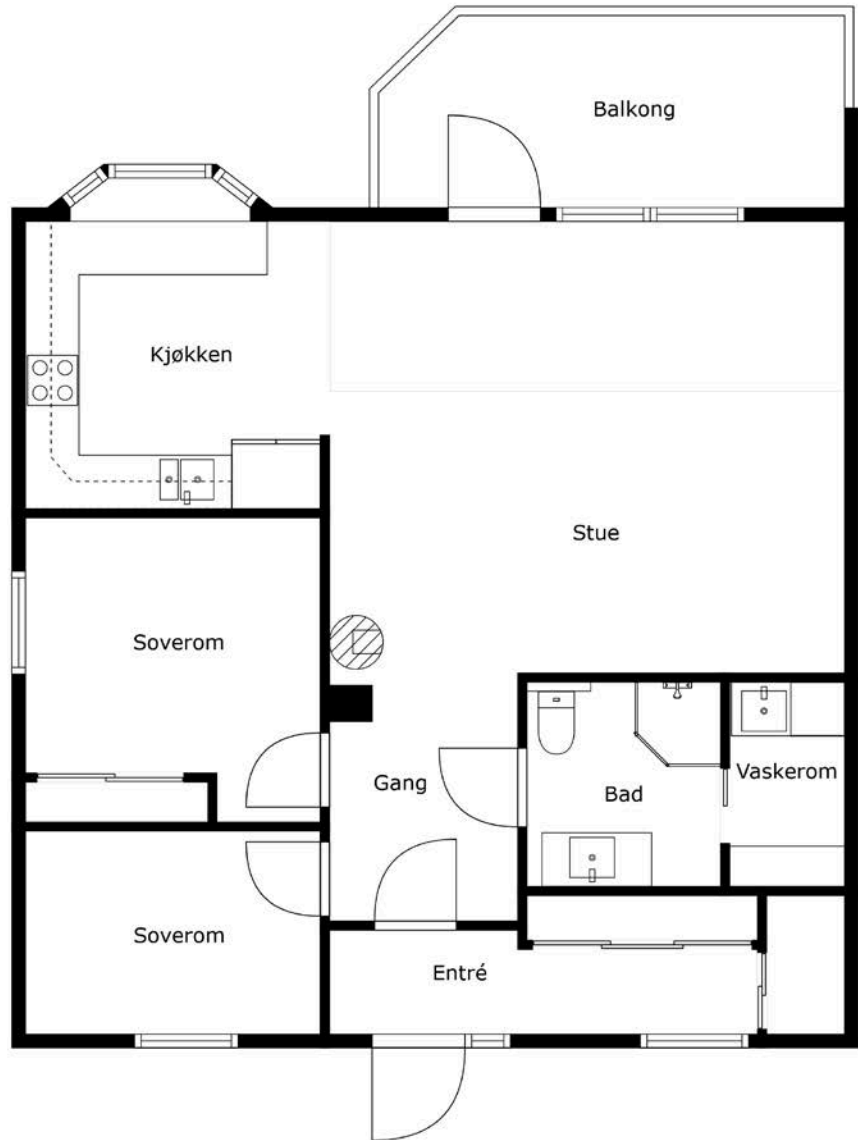 Balkong
Kjøkken
Stue
Soverom
Gang
Bad
Vaskerom
Soverom
Entré